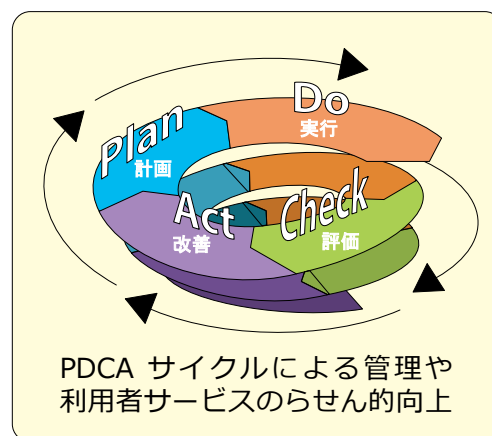 Plan
計画
Do
実行
Check
評価
Act
改善
PDCA サイクルによる管理や
利用者サービスのらせん的向上